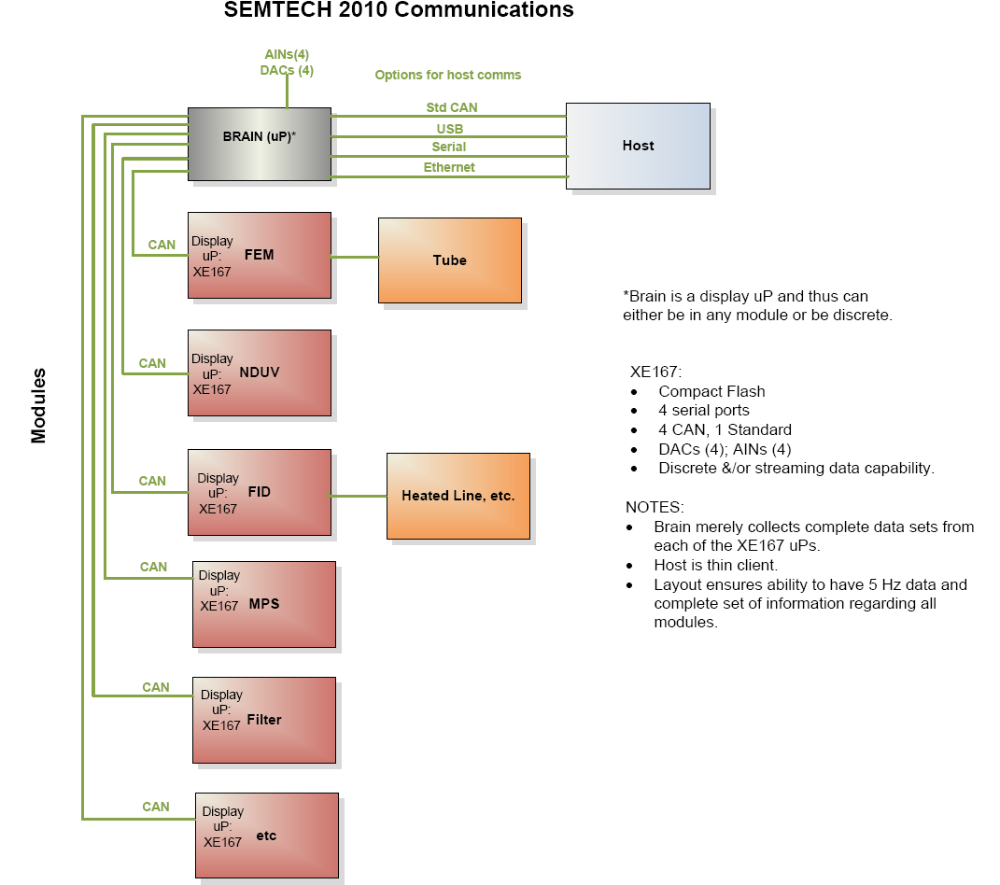 SEMTECH 2010 Communications
AINs(4)
DACs (4)
Options for host comms
Std CAN
USB
Serial
Ethernet
BRAIN (uP)*
Host
CAN
Display
uP:
XE167
FEM
Tube
*Brain is a display uP and thus can
either be in any module or be discrete.
CAN
Display
uP:
XE167
NDUV
Modules
XE167:
• Compact Flash
• 4 serial ports
• 4 CAN, 1 Standard
• DACs (4); AINs (4)
• Discrete &/or streaming data capability.
CAN
Display
uP:
XE167
FID
Heated Line, etc.
NOTES:
• Brain merely collects complete data sets from
each of the XE167 uPs.
• Host is thin client.
• Layout ensures ability to have 5 Hz data and
complete set of information regarding all
modules.
CAN
Display
uP:
XE167
MPS
CAN
Display
uP:
XE167
Filter
CAN
Display
uP:
XE167
etc